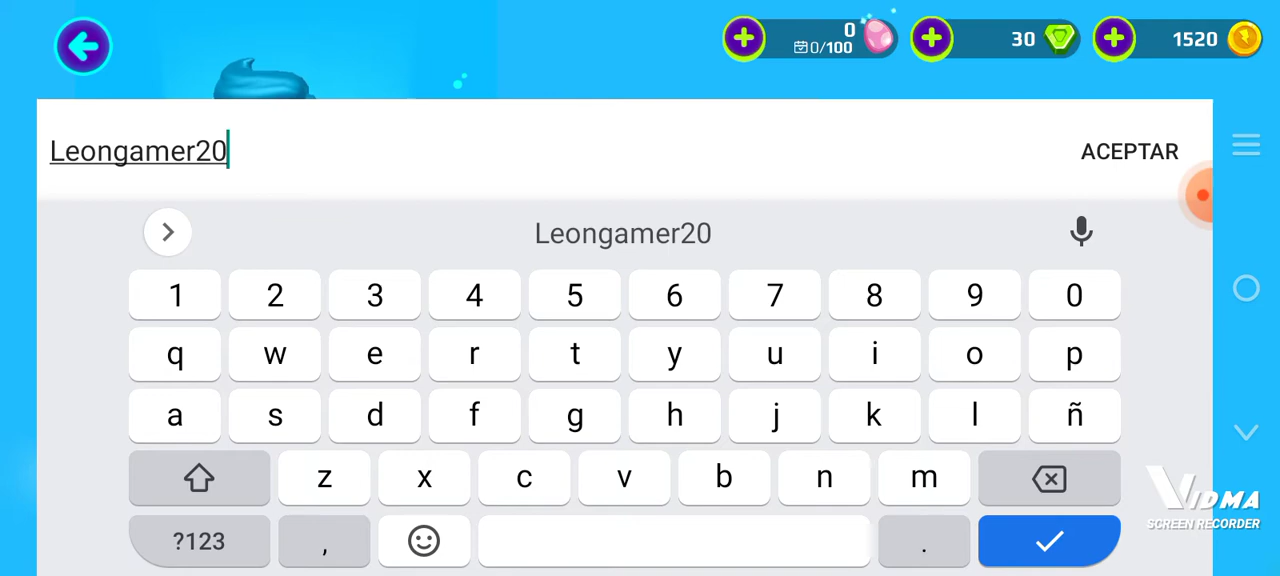 0
0/100
30
1520
Leongamer20
ACEPTAR
Leongamer20
1 2 3 4 5 6 7 8 9 0
q w e r t y u i o p
a s d f g h j k l ñ
z x c v b n m
?123 , .
VIDMA
SCREEN RECORDER